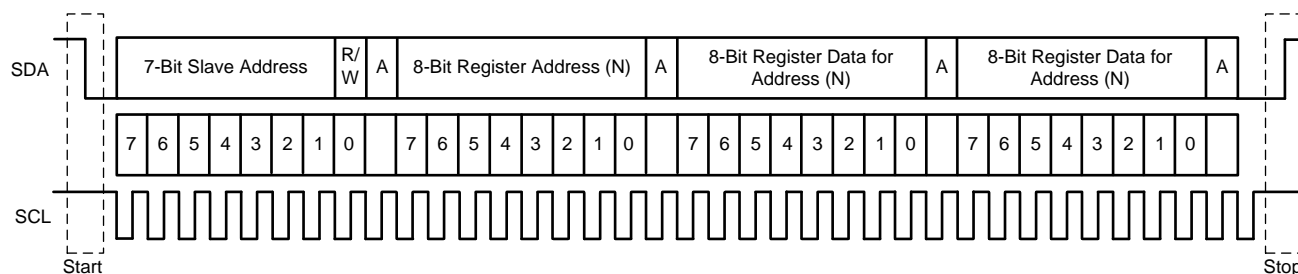 SDA
7-Bit Slave Address
R/
W
A
8-Bit Register Address (N)
A
8-Bit Register Data for
Address (N)
A
8-Bit Register Data for
Address (N)
A
7 6 5 4 3 2 1 0 7 6 5 4 3 2 1 0 7 6 5 4 3 2 1 0 7 6 5 4 3 2 1 0
SCL
Start
Stop